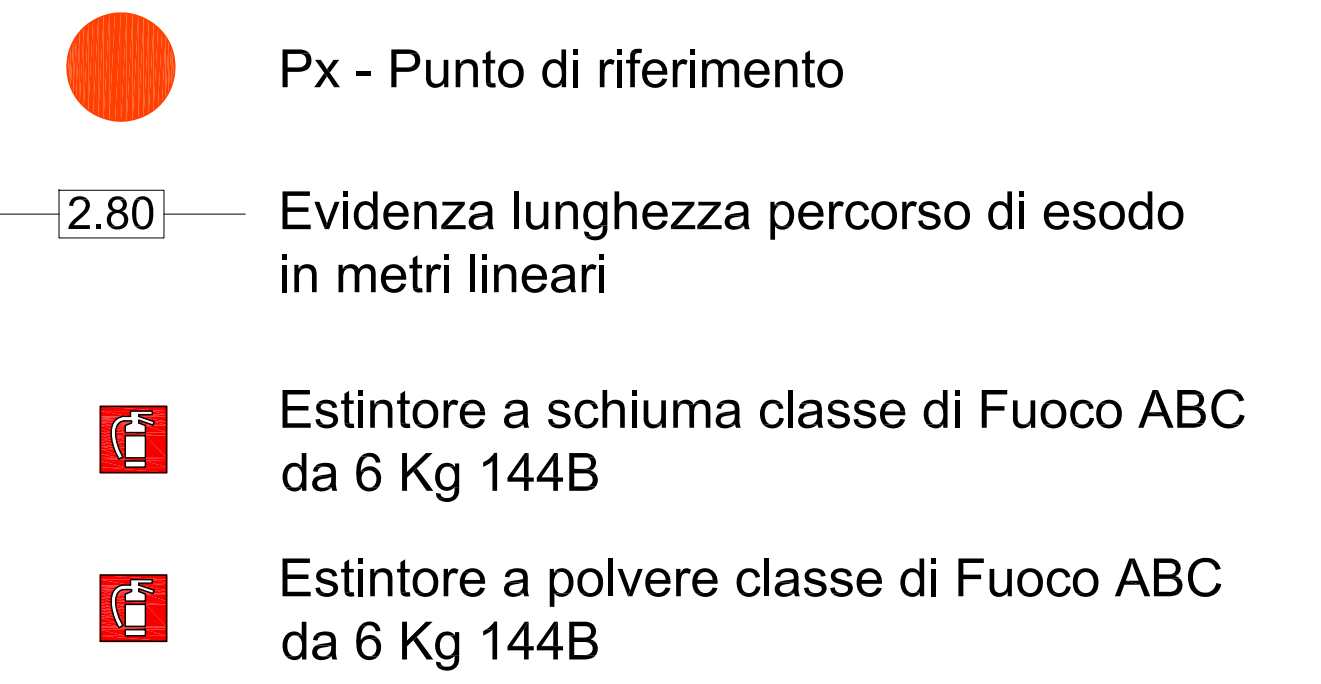 Px - Punto di riferimento
2.80
Evidenza lunghezza percorso di esodo
in metri lineari
Estintore a schiuma classe di Fuoco ABC
da 6 Kg 144B
Estintore a polvere classe di Fuoco ABC
da 6 Kg 144B